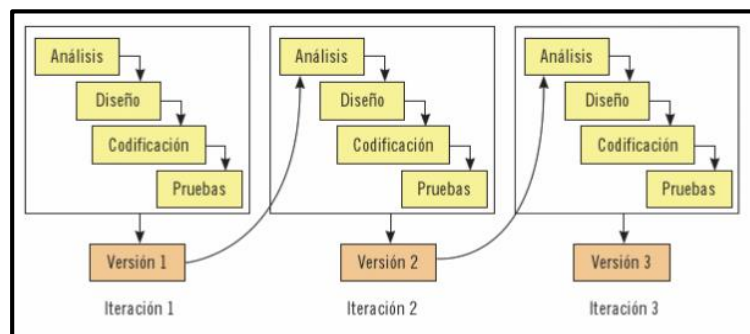 Análisis
Diseño
Codificación
Pruebas
Versión 1
Iteración 1
Análisis
Diseño
Codificación
Pruebas
Versión 2
Iteración 2
Análisis
Diseño
Codificación
Pruebas
Versión 3
Iteración 3